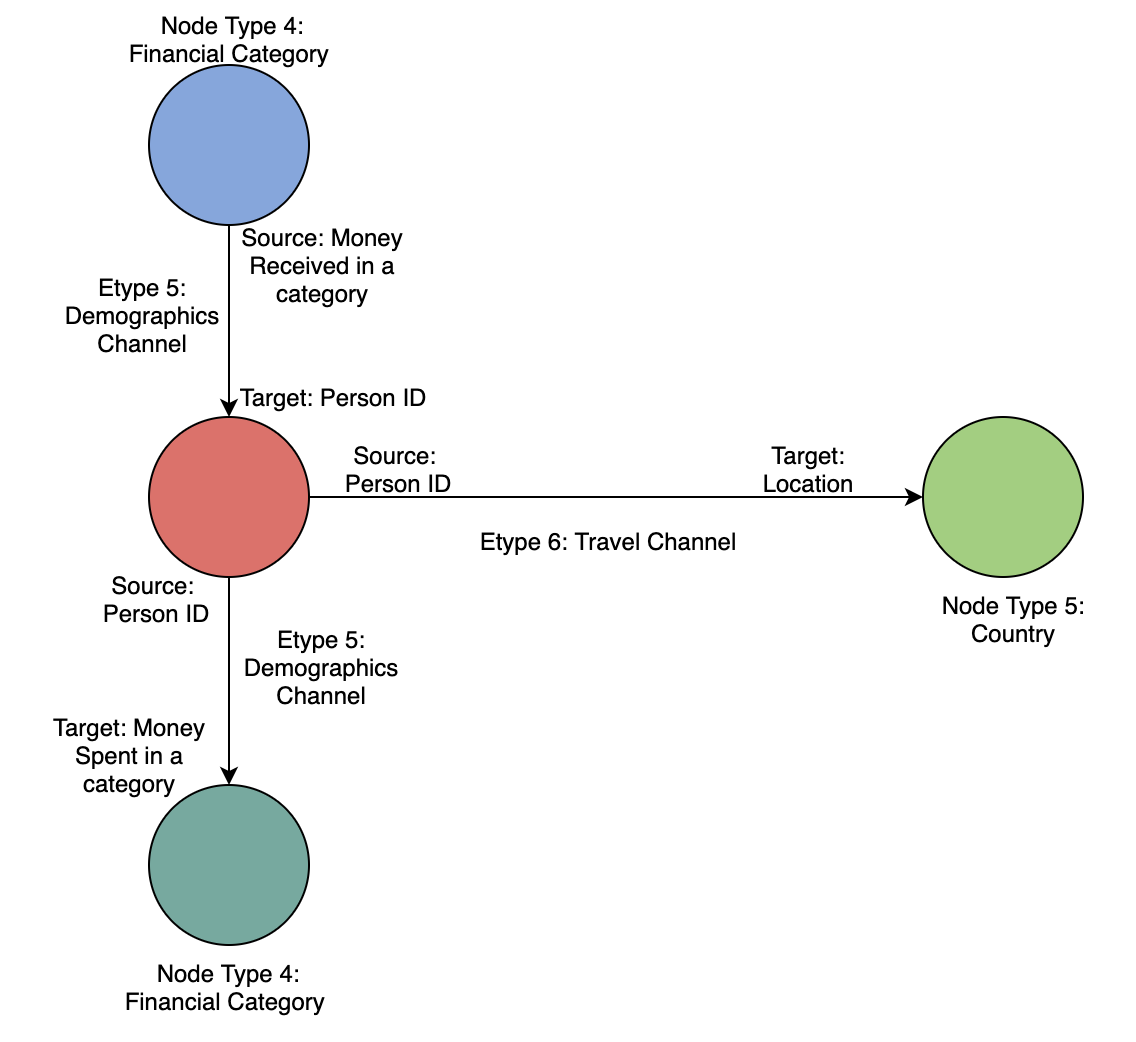 Node Type 4:
Financial Category
Source: Money
Received in a
category
Etype 5:
Demographics
Channel
Target: Person ID
Source:
Person ID
Target:
Location
Etype 6: Travel Channel
Source:
Person ID
Node Type 5:
Country
Etype 5:
Demographics
Channel
Target: Money
Spent in a
category
Node Type 4:
Financial Category